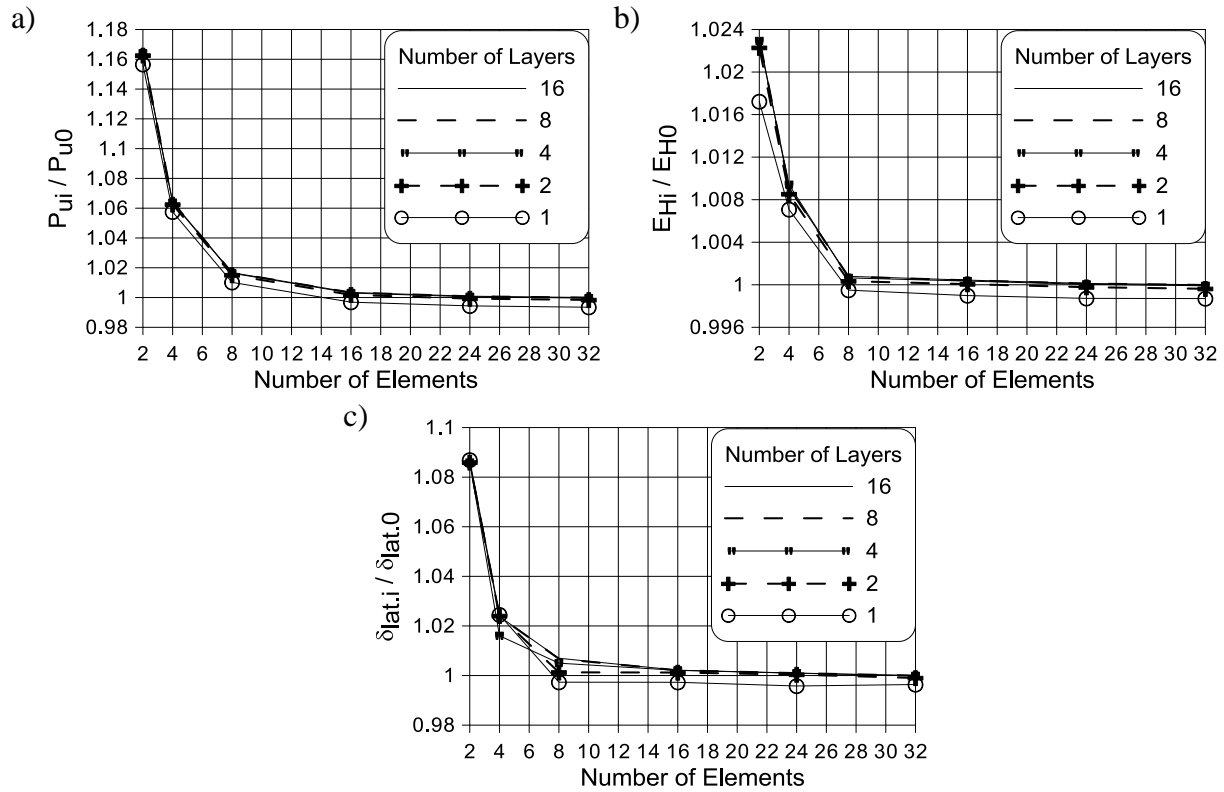 a)
1.18
1.16
1.14
1.12
1.1
1.08
1.06
1.04
1.02
1
0.98
Pui / Pu0
2 4 6 8 10 12 14 16 18 20 22 24 26 28 30 32
Number of Elements
Number of Layers
16
8
4
2
1
b)
1.024
1.02
1.016
1.012
1.008
1.004
1
0.996
EHi / EH0
2 4 6 8 10 12 14 16 18 20 22 24 26 28 30 32
Number of Elements
Number of Layers
16
8
4
2
1
c)
1.1
1.08
1.06
1.04
1.02
1
0.98
δlat.i / δlat.0
2 4 6 8 10 12 14 16 18 20 22 24 26 28 30 32
Number of Elements
Number of Layers
16
8
4
2
1